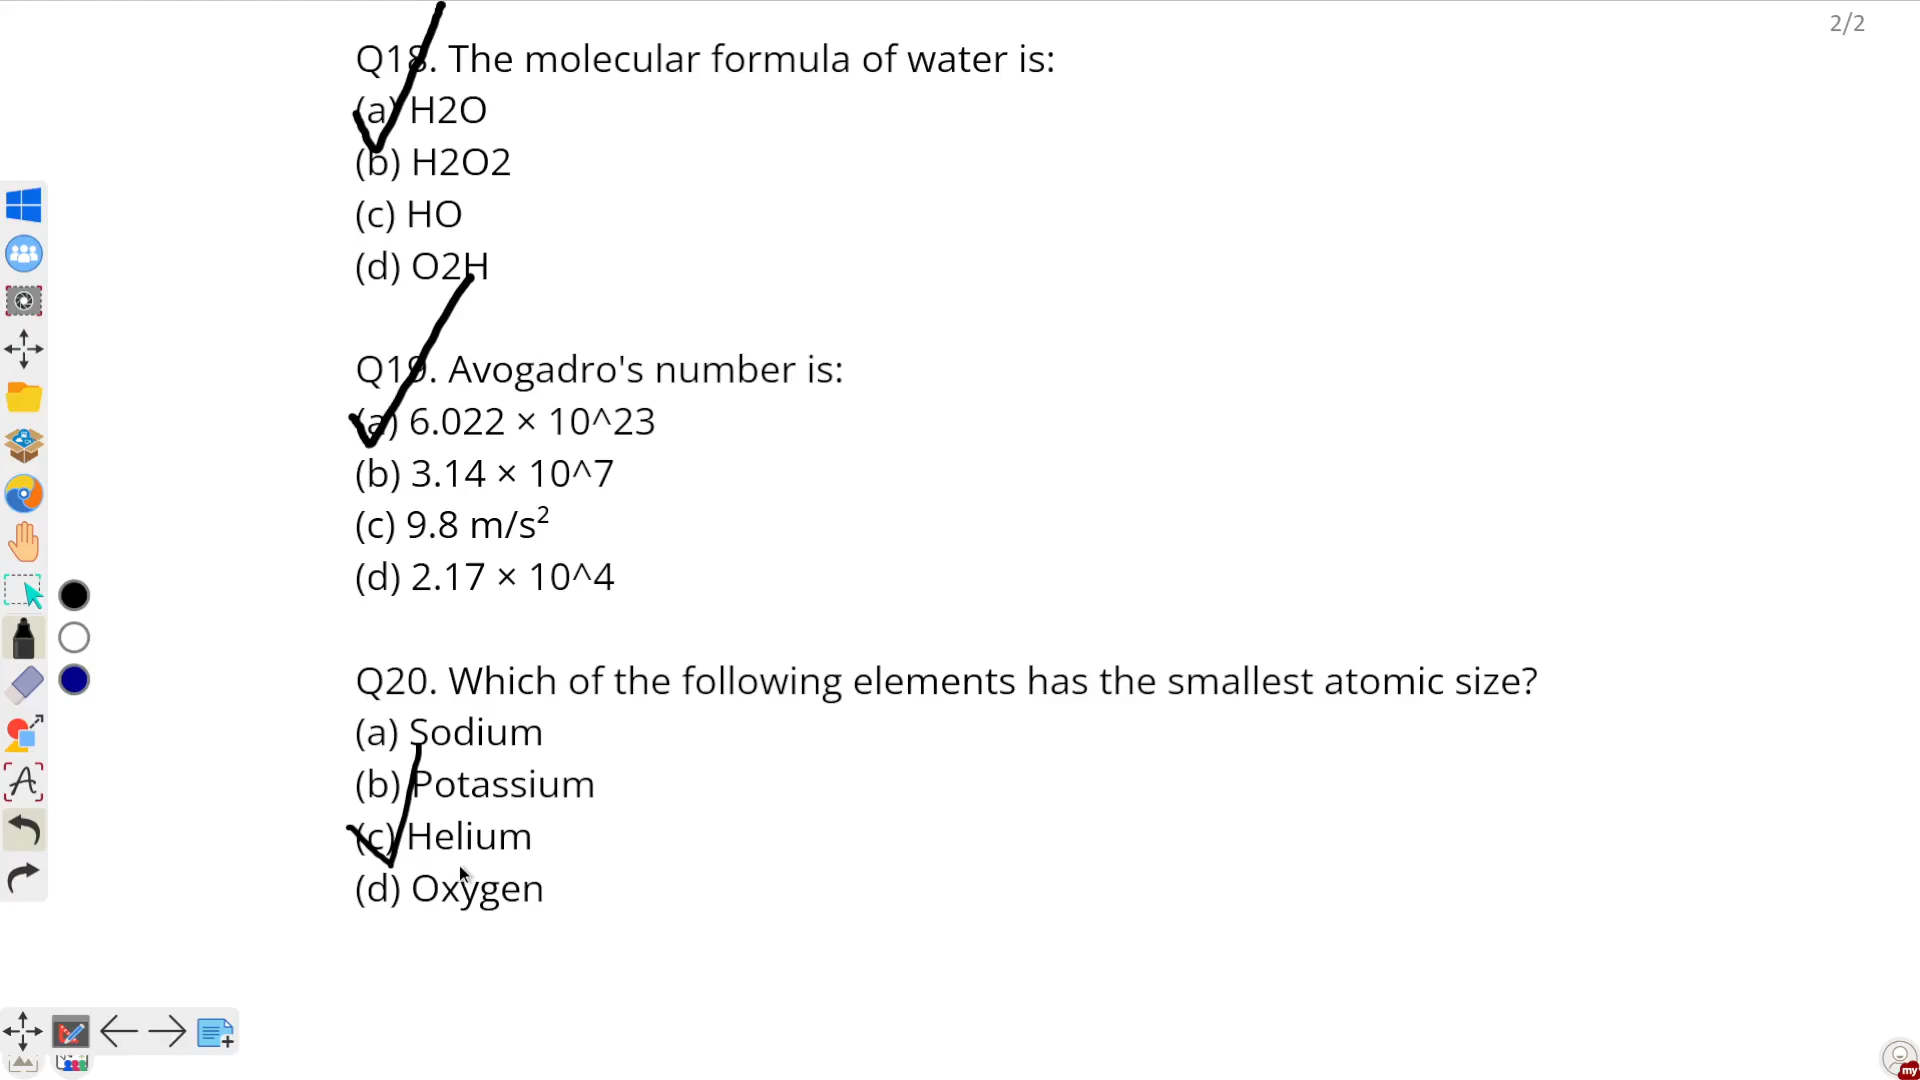 2/2
Q18. The molecular formula of water is:
(a) H2O
(b) H2O2
(c) HO
(d) O2H
Q19. Avogadro's number is:
(a) 6.022 × 10^23
(b) 3.14 × 10^7
(c) 9.8 m/s²
(d) 2.17 × 10^4
Q20. Which of the following elements has the smallest atomic size?
(a) Sodium
(b) Potassium
(c) Helium
(d) Oxygen
my